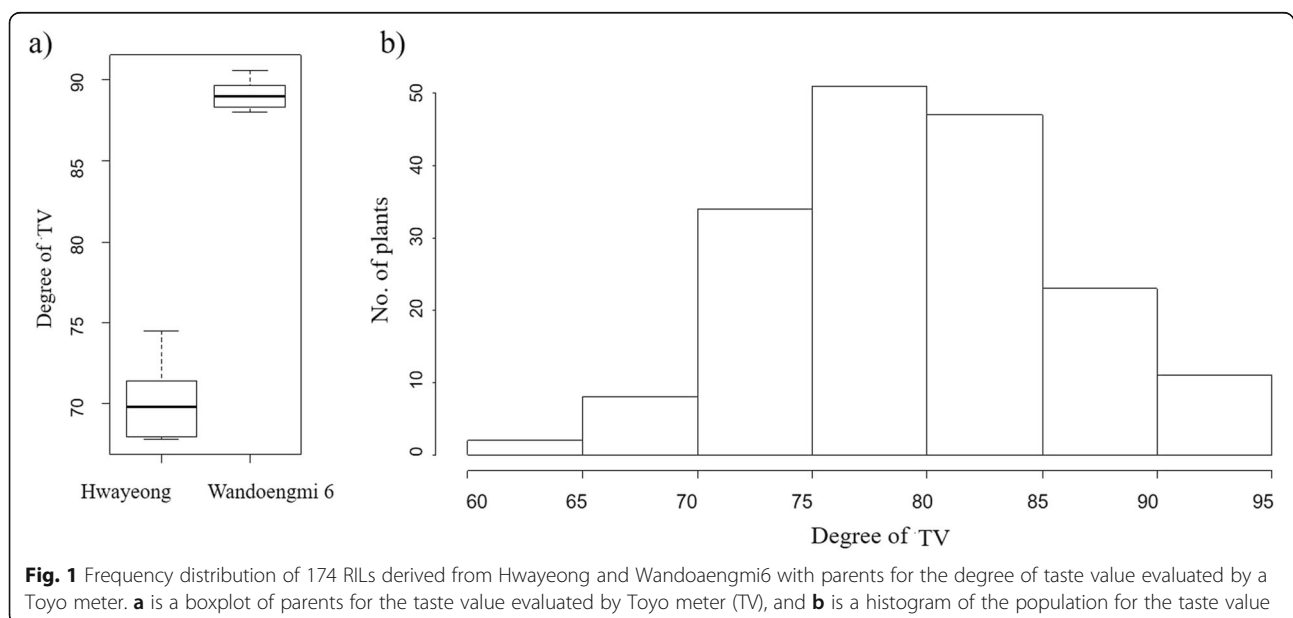 a)
Degree of TV
90
85
80
75
70
Hwayeong
Wandoengmi 6
b)
No. of plants
50
40
30
20
10
0
60 65 70 75 80 85 90 95
Degree of TV
Fig. 1 Frequency distribution of 174 RILs derived from Hwayeong and Wandoaengmi6 with parents for the degree of taste value evaluated by a
Toyo meter. a is a boxplot of parents for the taste value evaluated by Toyo meter (TV), and b is a histogram of the population for the taste value